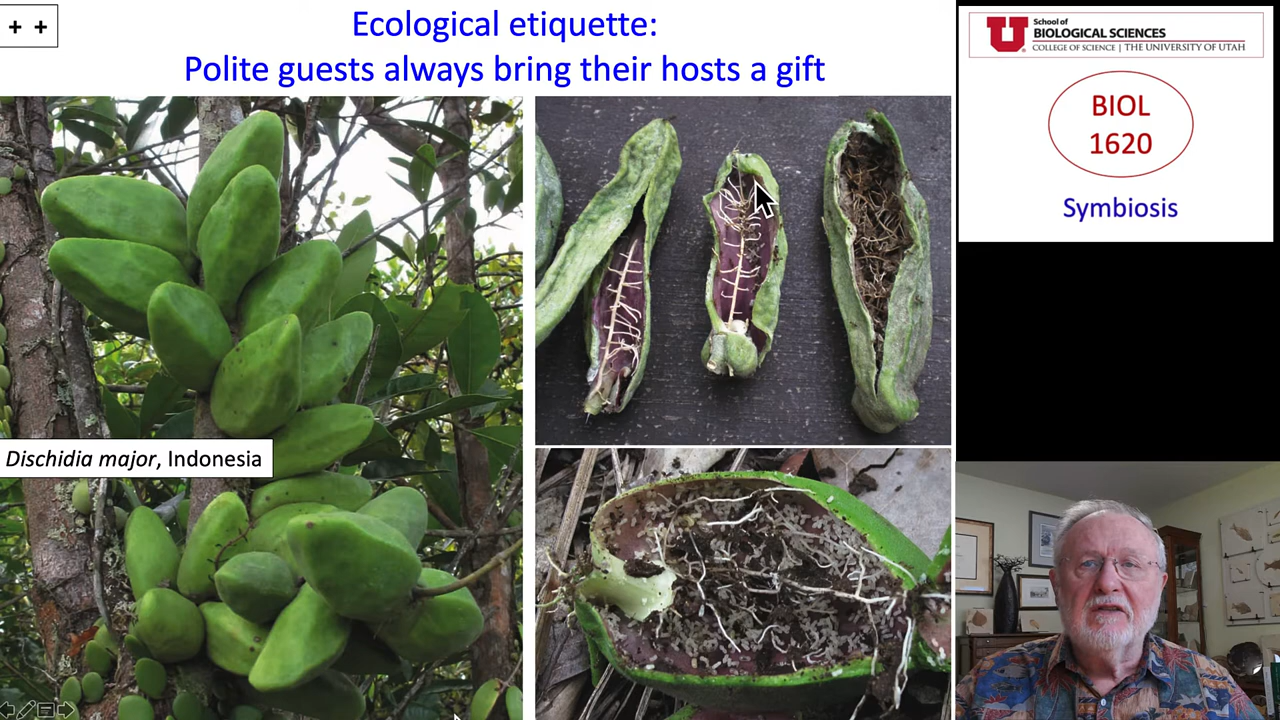 + +
Ecological etiquette:
Polite guests always bring their hosts a gift
Dischidia major, Indonesia
U
School of
BIOLOGICAL SCIENCES
COLLEGE OF SCIENCE | THE UNIVERSITY OF UTAH
BIOL
1620
Symbiosis